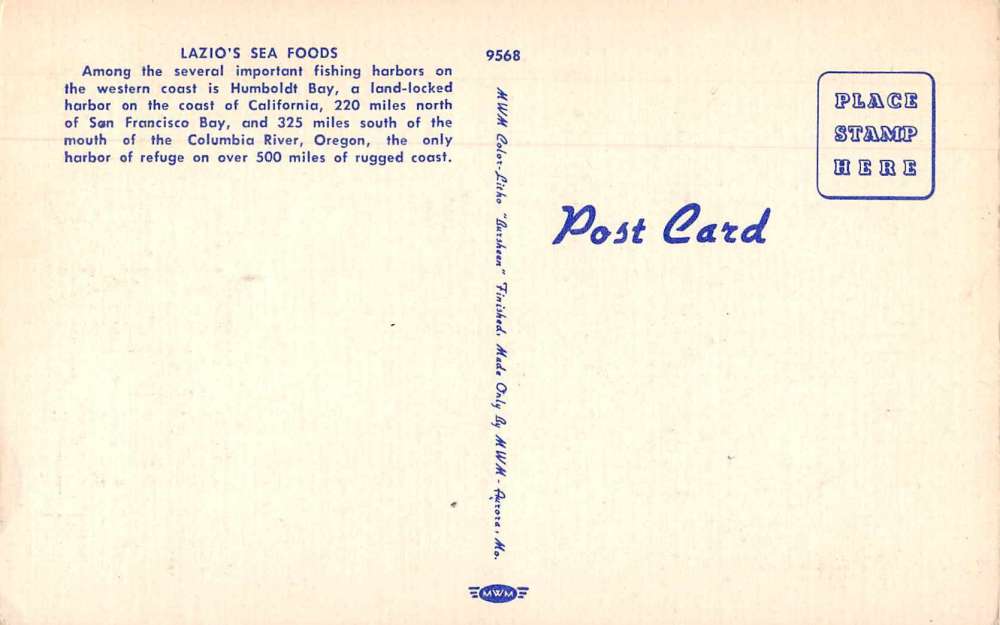 LAZIO'S SEA FOODS
Among the several important fishing harbors on
the western coast is Humboldt Bay, a land-locked
harbor on the coast of California, 220 miles north
of San Francisco Bay, and 325 miles south of the
mouth of the Columbia River, Oregon, the only
harbor of refuge on over 500 miles of rugged coast.
9568
MWM Color-Litho "Aursheen" Finished, Made Only By MWM - Aurora, Mo.
PLACE
STAMP
HERE
Post Card
MWM